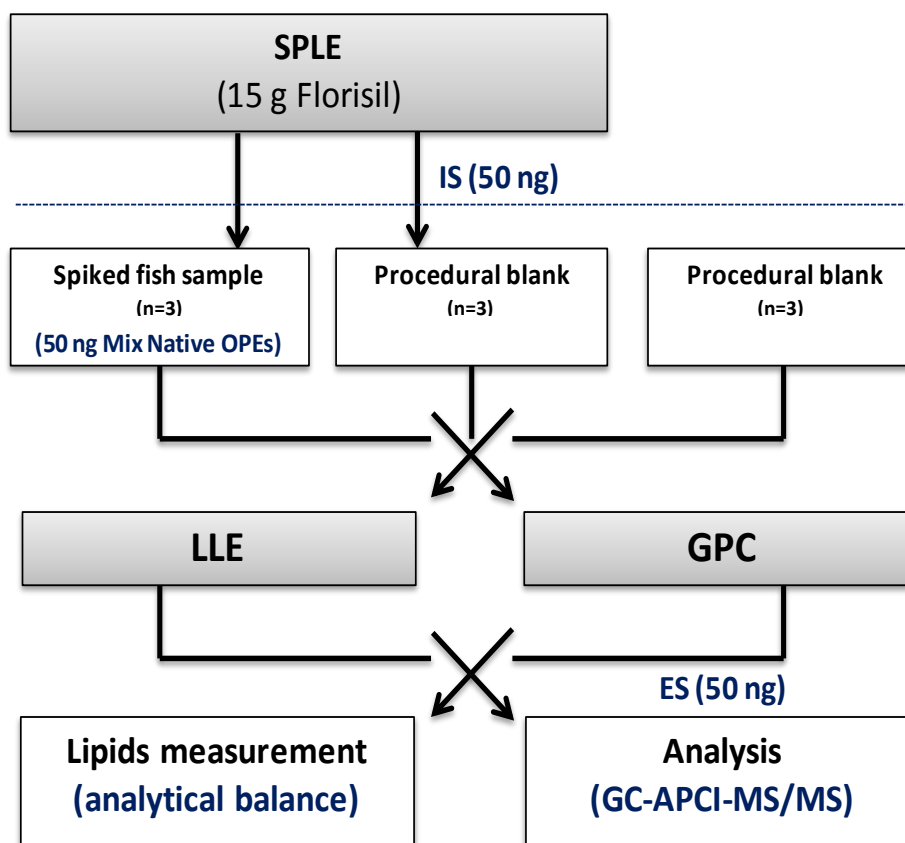 SPLE
(15 g Florisil)
IS (50 ng)
Spiked fish sample
(n=3)
(50 ng Mix Native OPEs)
Procedural blank
(n=3)
Procedural blank
(n=3)
LLE
GPC
ES (50 ng)
Lipids measurement
(analytical balance)
Analysis
(GC-APCI-MS/MS)